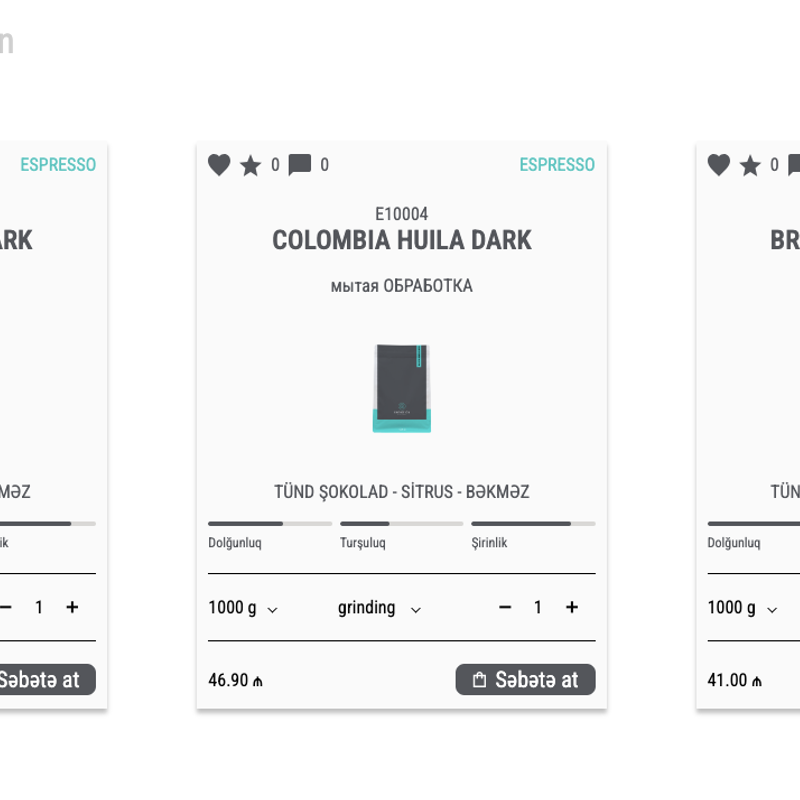 n
ESPRESSO
ARK
MƏZ
ik
1
Səbətə at
0 0 ESPRESSO
E10004
COLOMBIA HUILA DARK
мытая ОБРАБОТКА
TÜND ŞOKOLAD - SİTRUS - BƏKMƏZ
Dolğunluq Turşuluq Şirinlik
1000 g grinding 1
46.90 ₼ Səbətə at
0
BR
TÜN
Dolğunluq
1000 g
41.00 ₼